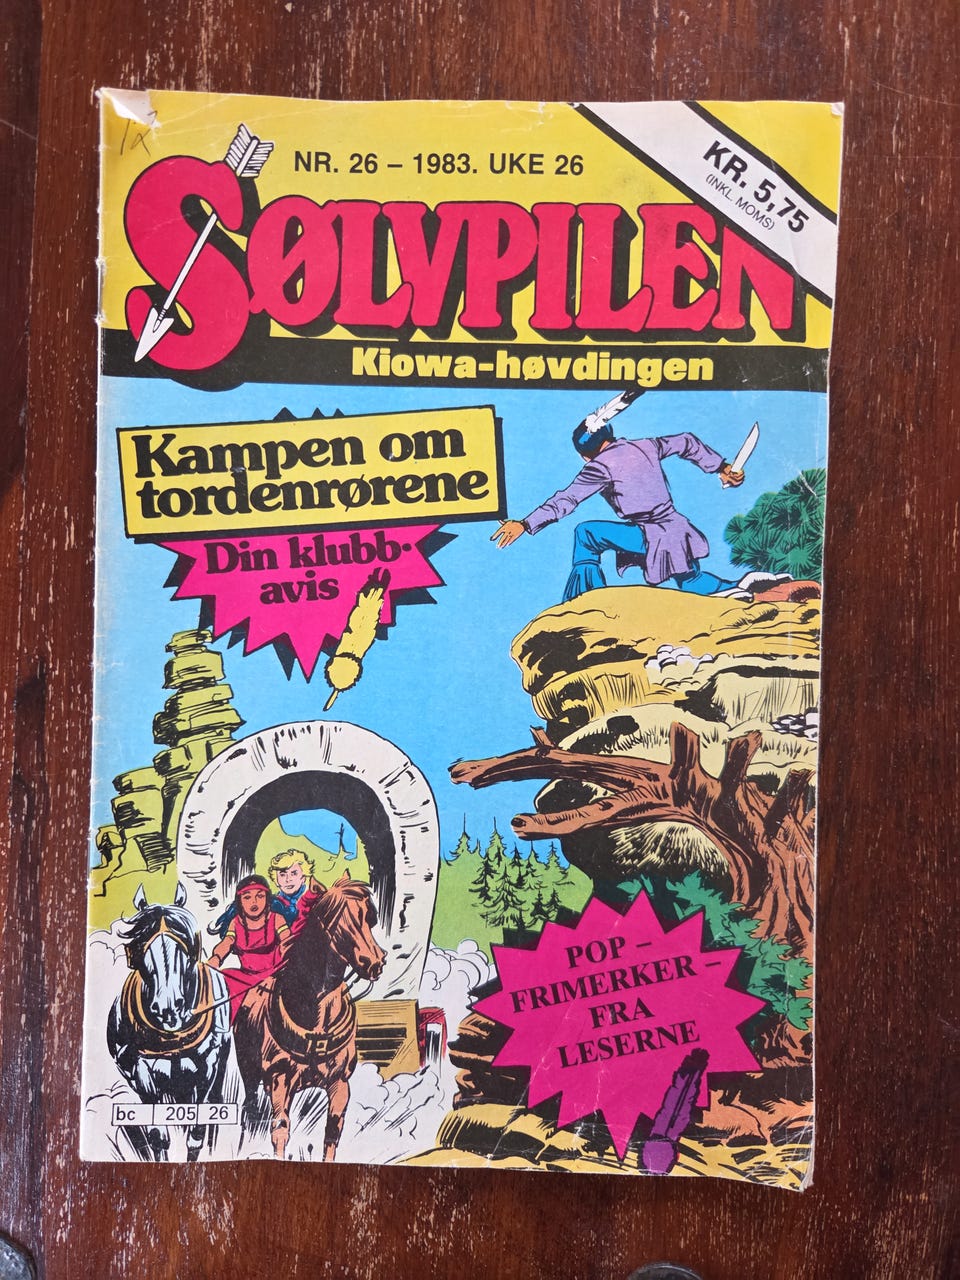 NR. 26 – 1983. UKE 26
KR. 5,75
(INKL. MOMS)
SØLVPILEN
Kiowa-høvdingen
Kampen om
tordenrørene
Din klubb-
avis
POP –
FRIMERKER –
FRA
LESERNE
bc 205 26